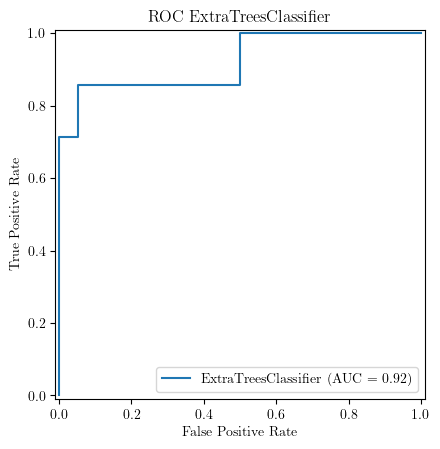 ROC ExtraTreesClassifier
True Positive Rate
1.0
0.8
0.6
0.4
0.2
0.0
ExtraTreesClassifier (AUC = 0.92)
0.0 0.2 0.4 0.6 0.8 1.0
False Positive Rate